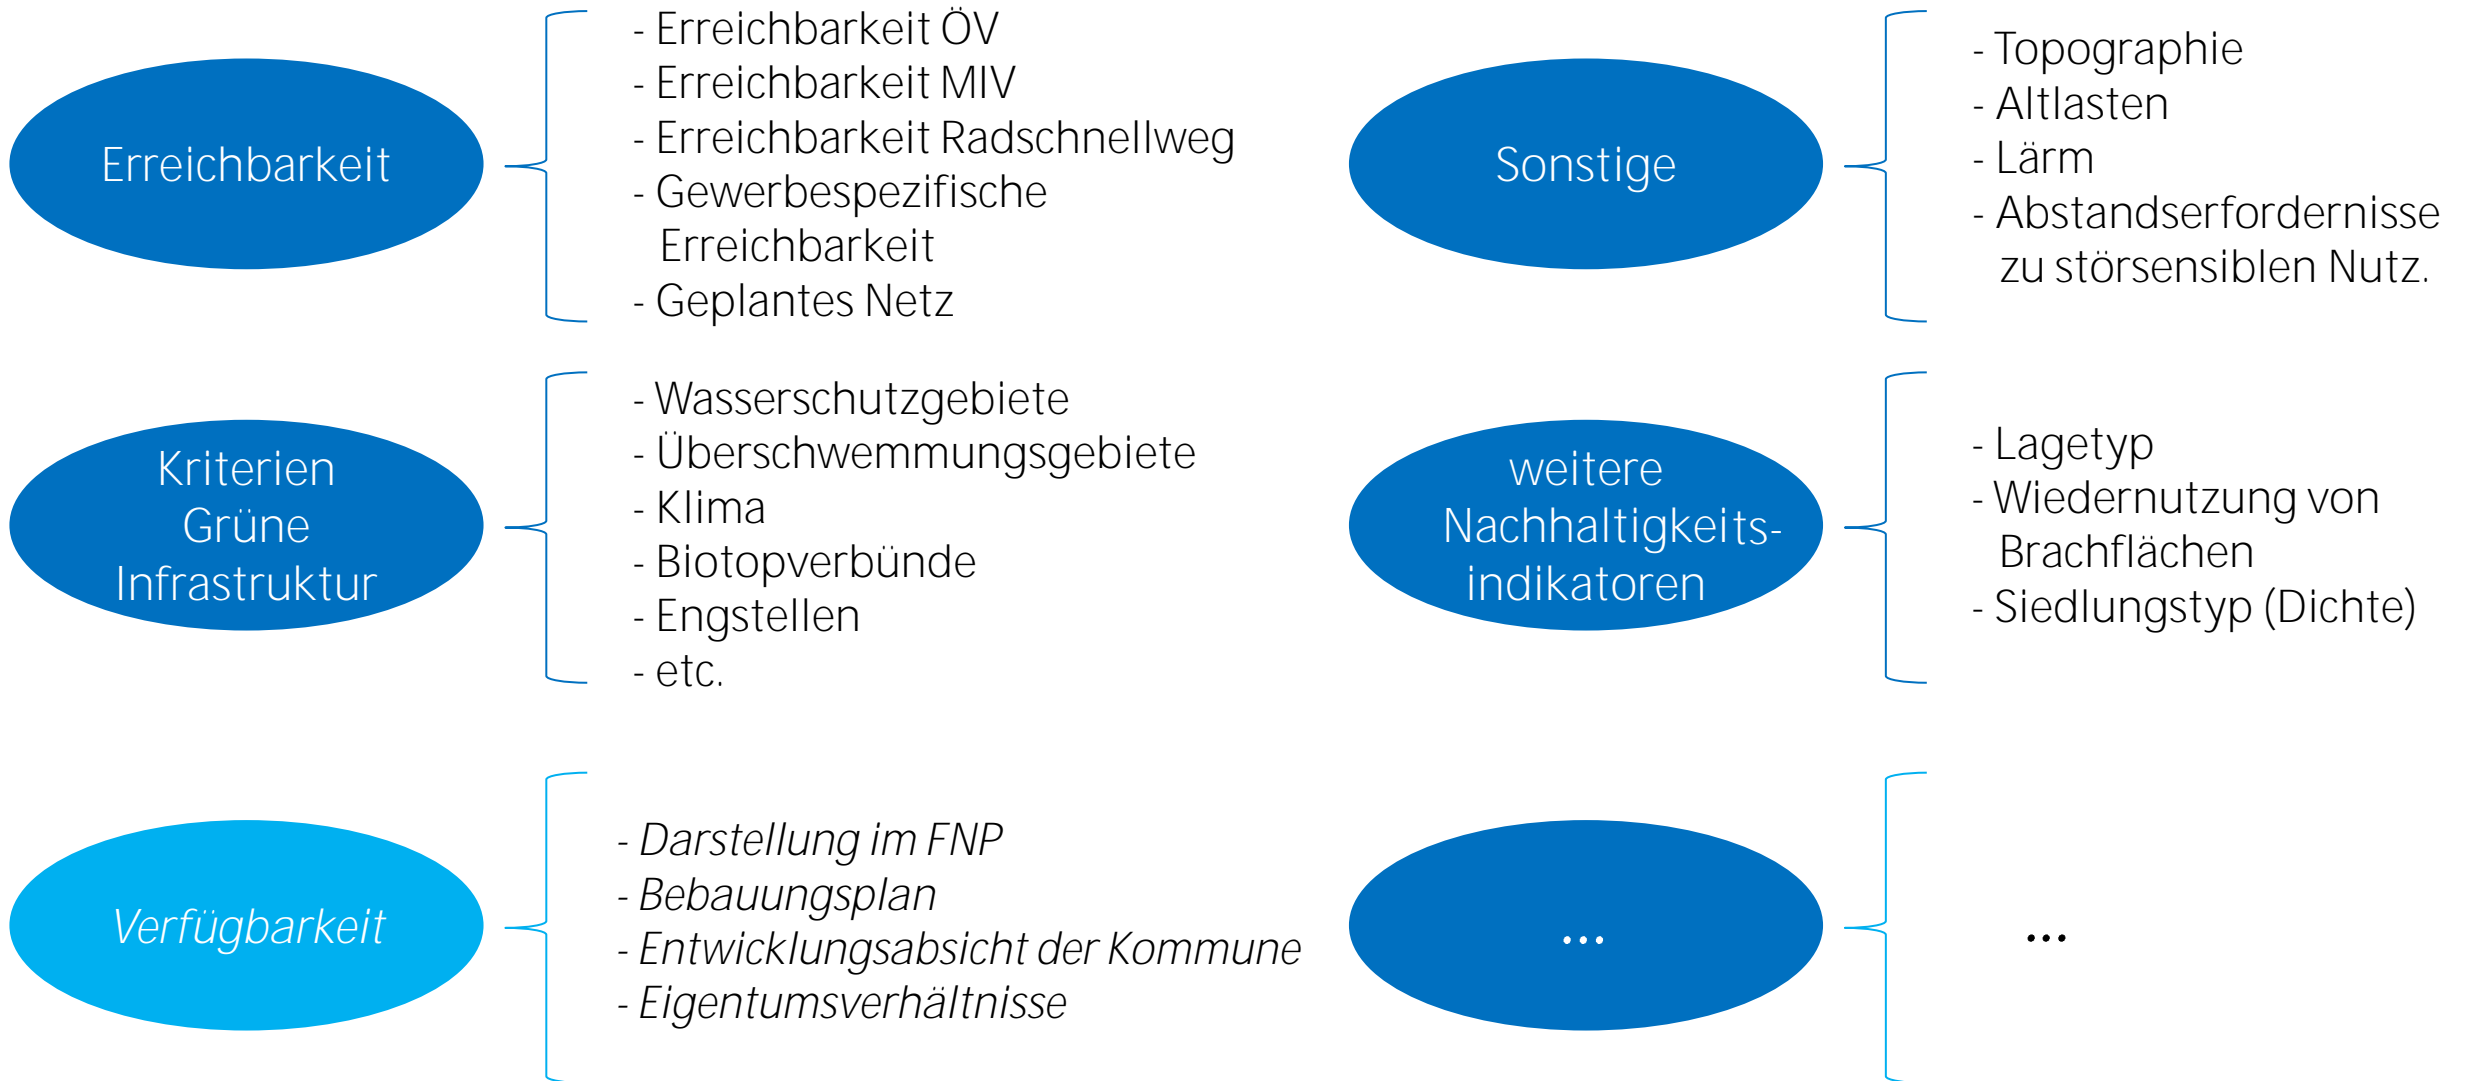 Erreichbarkeit
- Erreichbarkeit ÖV
- Erreichbarkeit MIV
- Erreichbarkeit Radschnellweg
- Gewerbespezifische
Erreichbarkeit
- Geplantes Netz
Sonstige
- Topographie
- Altlasten
- Lärm
- Abstandserfordernisse
zu störsensiblen Nutz.
Kriterien
Grüne
Infrastruktur
- Wasserschutzgebiete
- Überschwemmungsgebiete
- Klima
- Biotopverbünde
- Engstellen
- etc.
weitere
Nachhaltigkeits-
indikatoren
- Lagetyp
- Wiedernutzung von
Brachflächen
- Siedlungstyp (Dichte)
Verfügbarkeit
- Darstellung im FNP
- Bebauungsplan
- Entwicklungsabsicht der Kommune
- Eigentumsverhältnisse
...
...